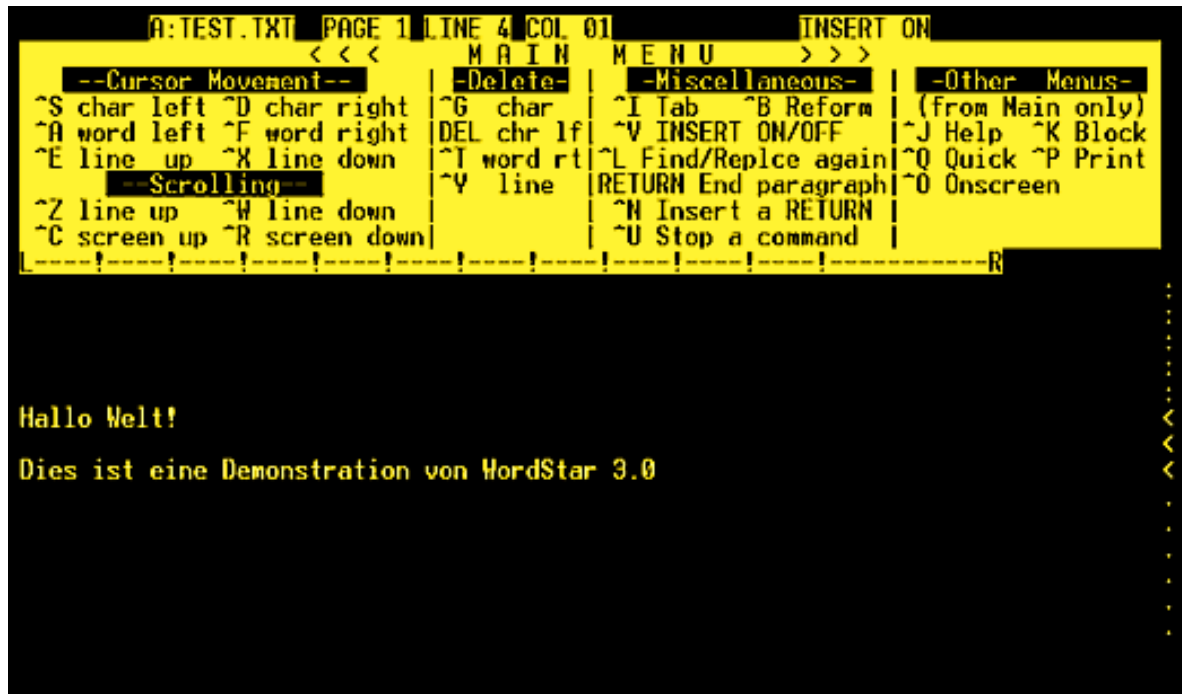 A:TEST.TXT PAGE 1 LINE 4 COL 01 INSERT ON
< < < M A I N M E N U > > >
--Cursor Movement-- | -Delete- | -Miscellaneous- | -Other Menus-
^S char left ^D char right |^G char | ^I Tab ^B Reform | (from Main only)
^A word left ^F word right |DEL chr lf| ^V INSERT ON/OFF |^J Help ^K Block
^E line up ^X line down |^T word rt|^L Find/Replce again|^Q Quick ^P Print
--Scrolling-- |^Y line |RETURN End paragraph|^O Onscreen
^Z line up ^W line down | | ^N Insert a RETURN |
^C screen up ^R screen down| | ^U Stop a command |
L----!----!----!----!----!----!----!----!----!----!----!-----------R
:
:
:
:
:
Hallo Welt! <
<
Dies ist eine Demonstration von WordStar 3.0 <
.
.
.
.
.
.